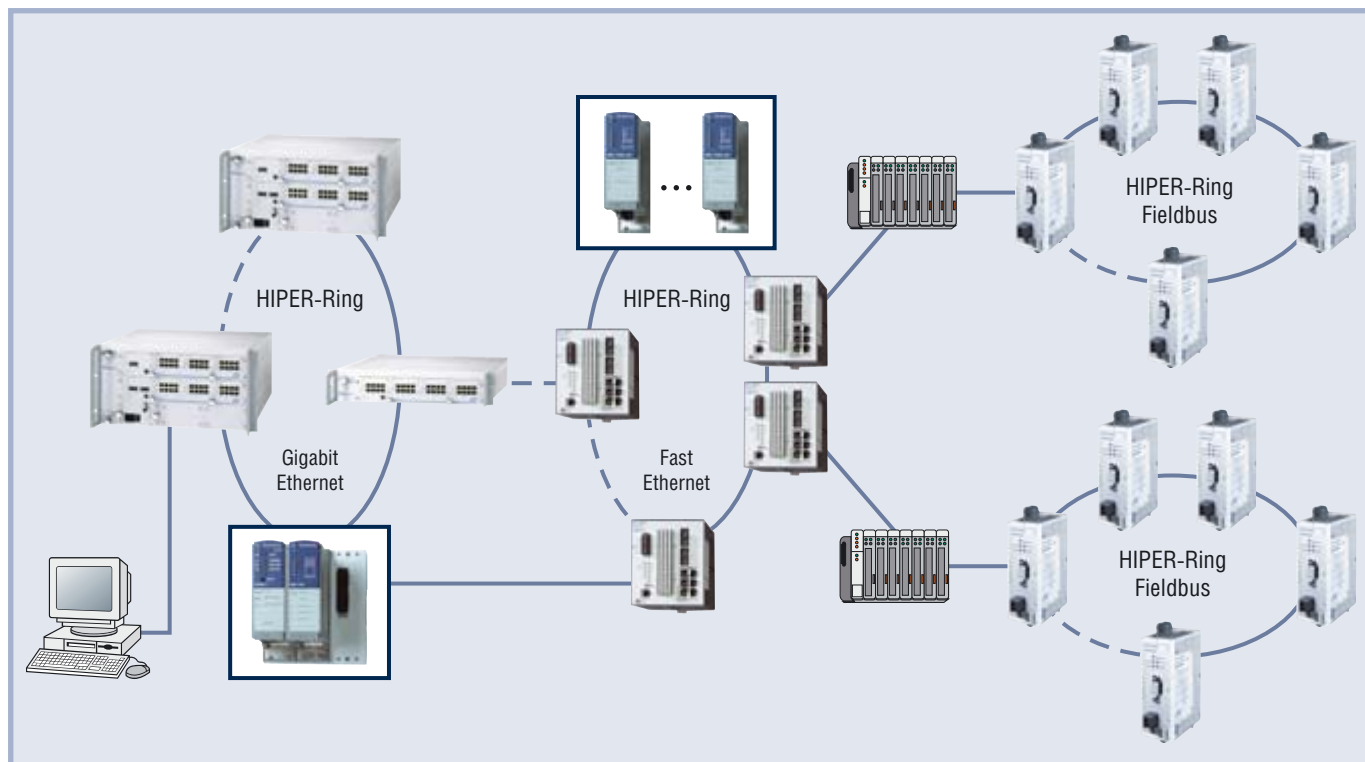 HIPER-Ring
Gigabit
Ethernet
HIPER-Ring
Fast
Ethernet
HIPER-Ring
Fieldbus
HIPER-Ring
Fieldbus